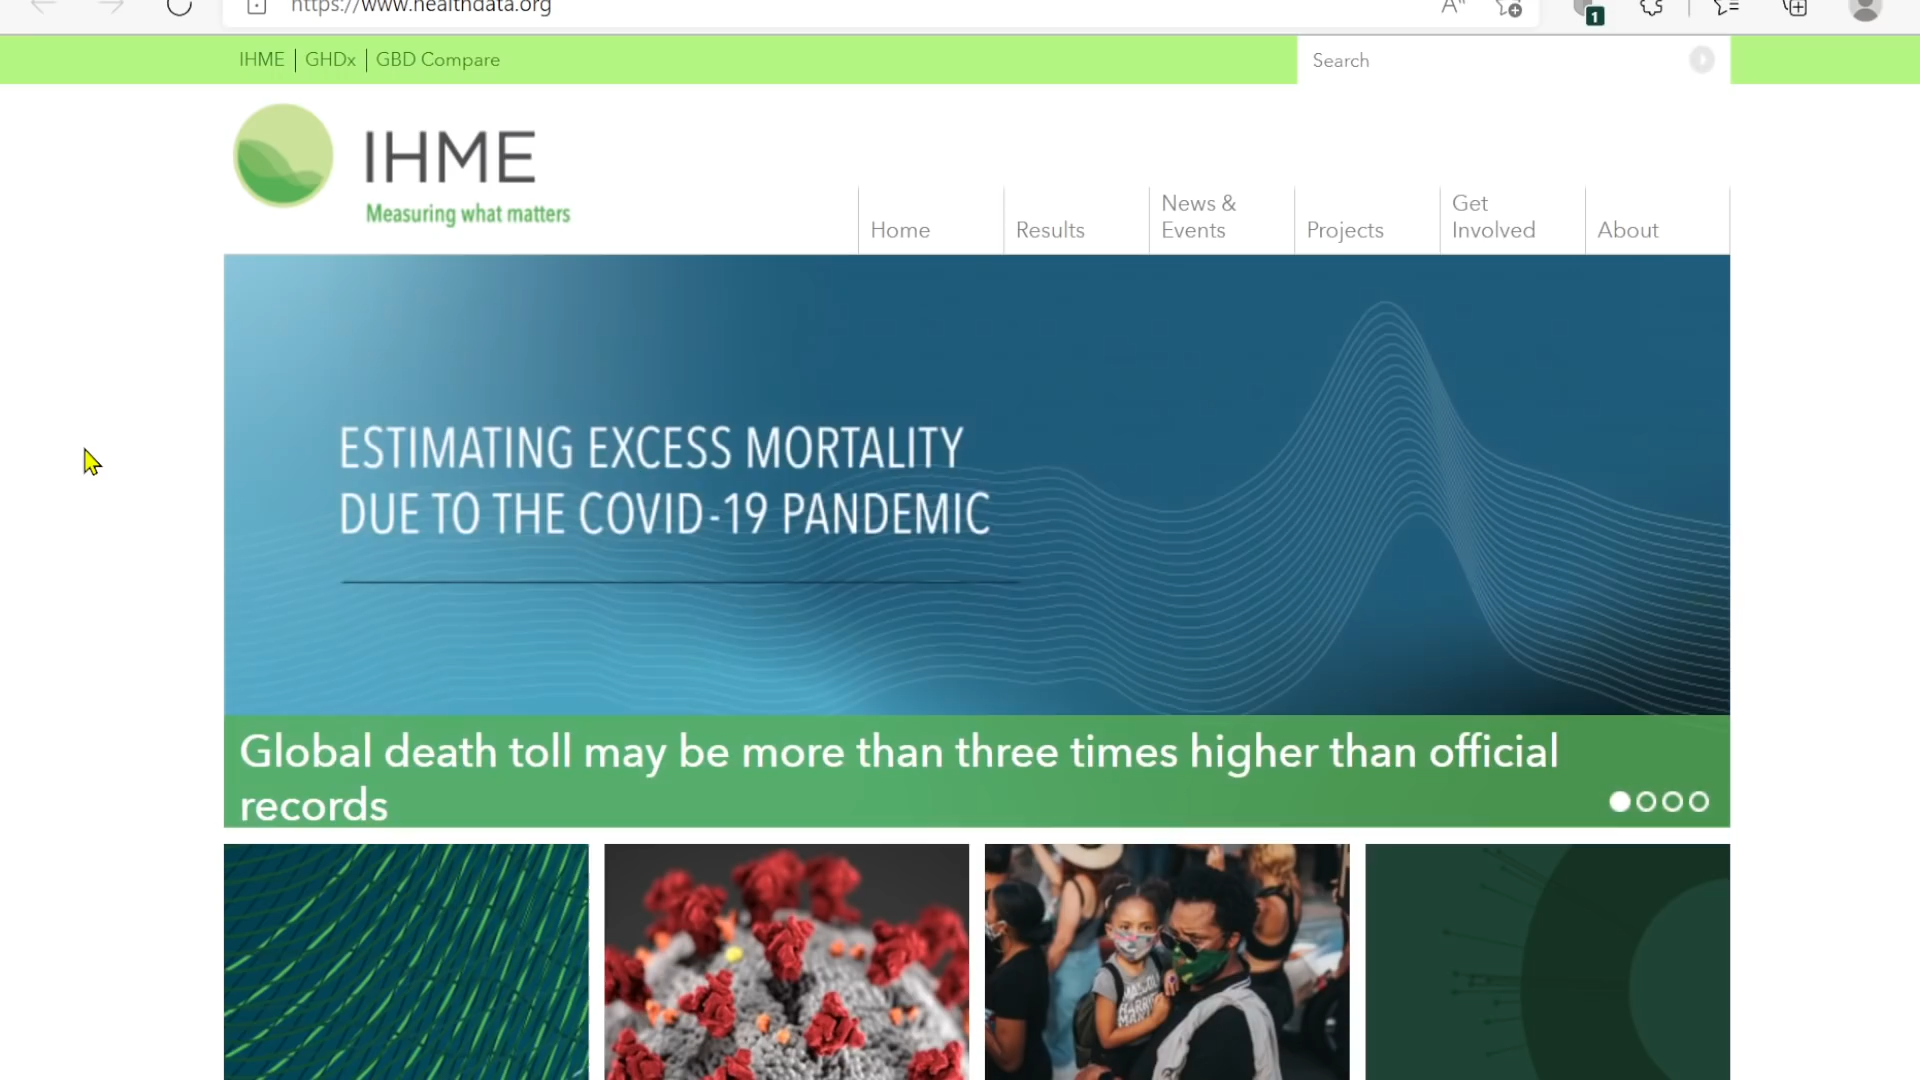 https://www.healthdata.org
1
IHME | GHDx | GBD Compare
Search
IHME
Measuring what matters
Home
Results
News &
Events
Projects
Get
Involved
About
ESTIMATING EXCESS MORTALITY
DUE TO THE COVID-19 PANDEMIC
Global death toll may be more than three times higher than official
records